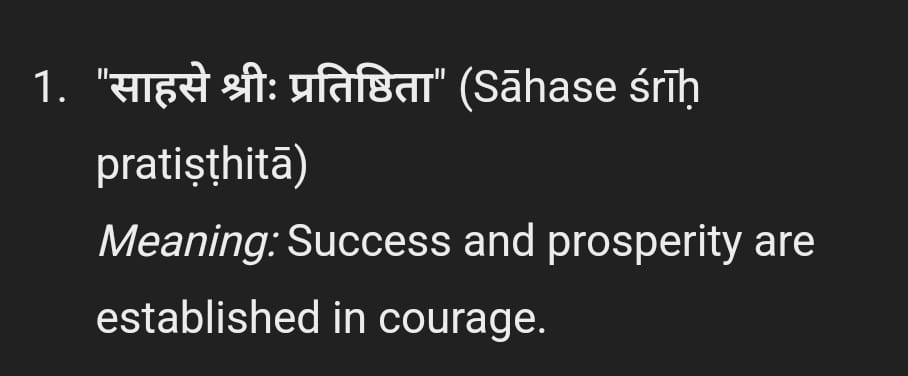 1. "साहसे श्रीः प्रतिष्ठिता" (Sāhase śrīḥ
pratiṣṭhitā)
Meaning: Success and prosperity are
established in courage.